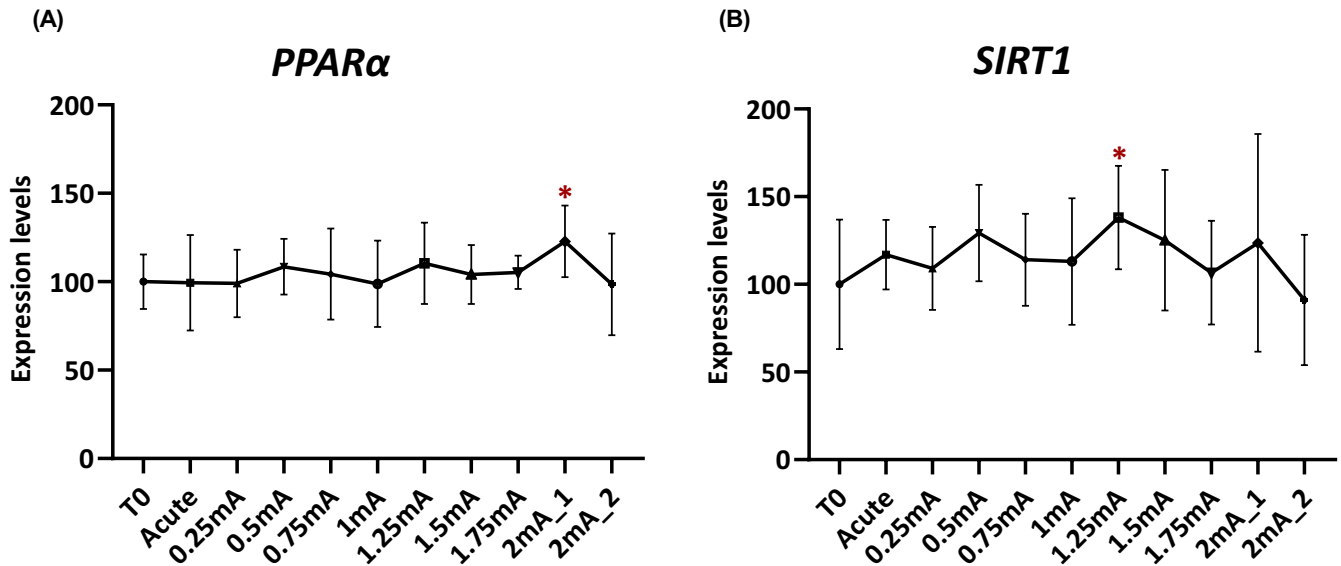 (A)
PPARα
Expression levels
200
150
100
50
0
*
T0
Acute
0.25mA
0.5mA
0.75mA
1mA
1.25mA
1.5mA
1.75mA
2mA_1
2mA_2
(B)
SIRT1
Expression levels
200
150
100
50
0
*
T0
Acute
0.25mA
0.5mA
0.75mA
1mA
1.25mA
1.5mA
1.75mA
2mA_1
2mA_2